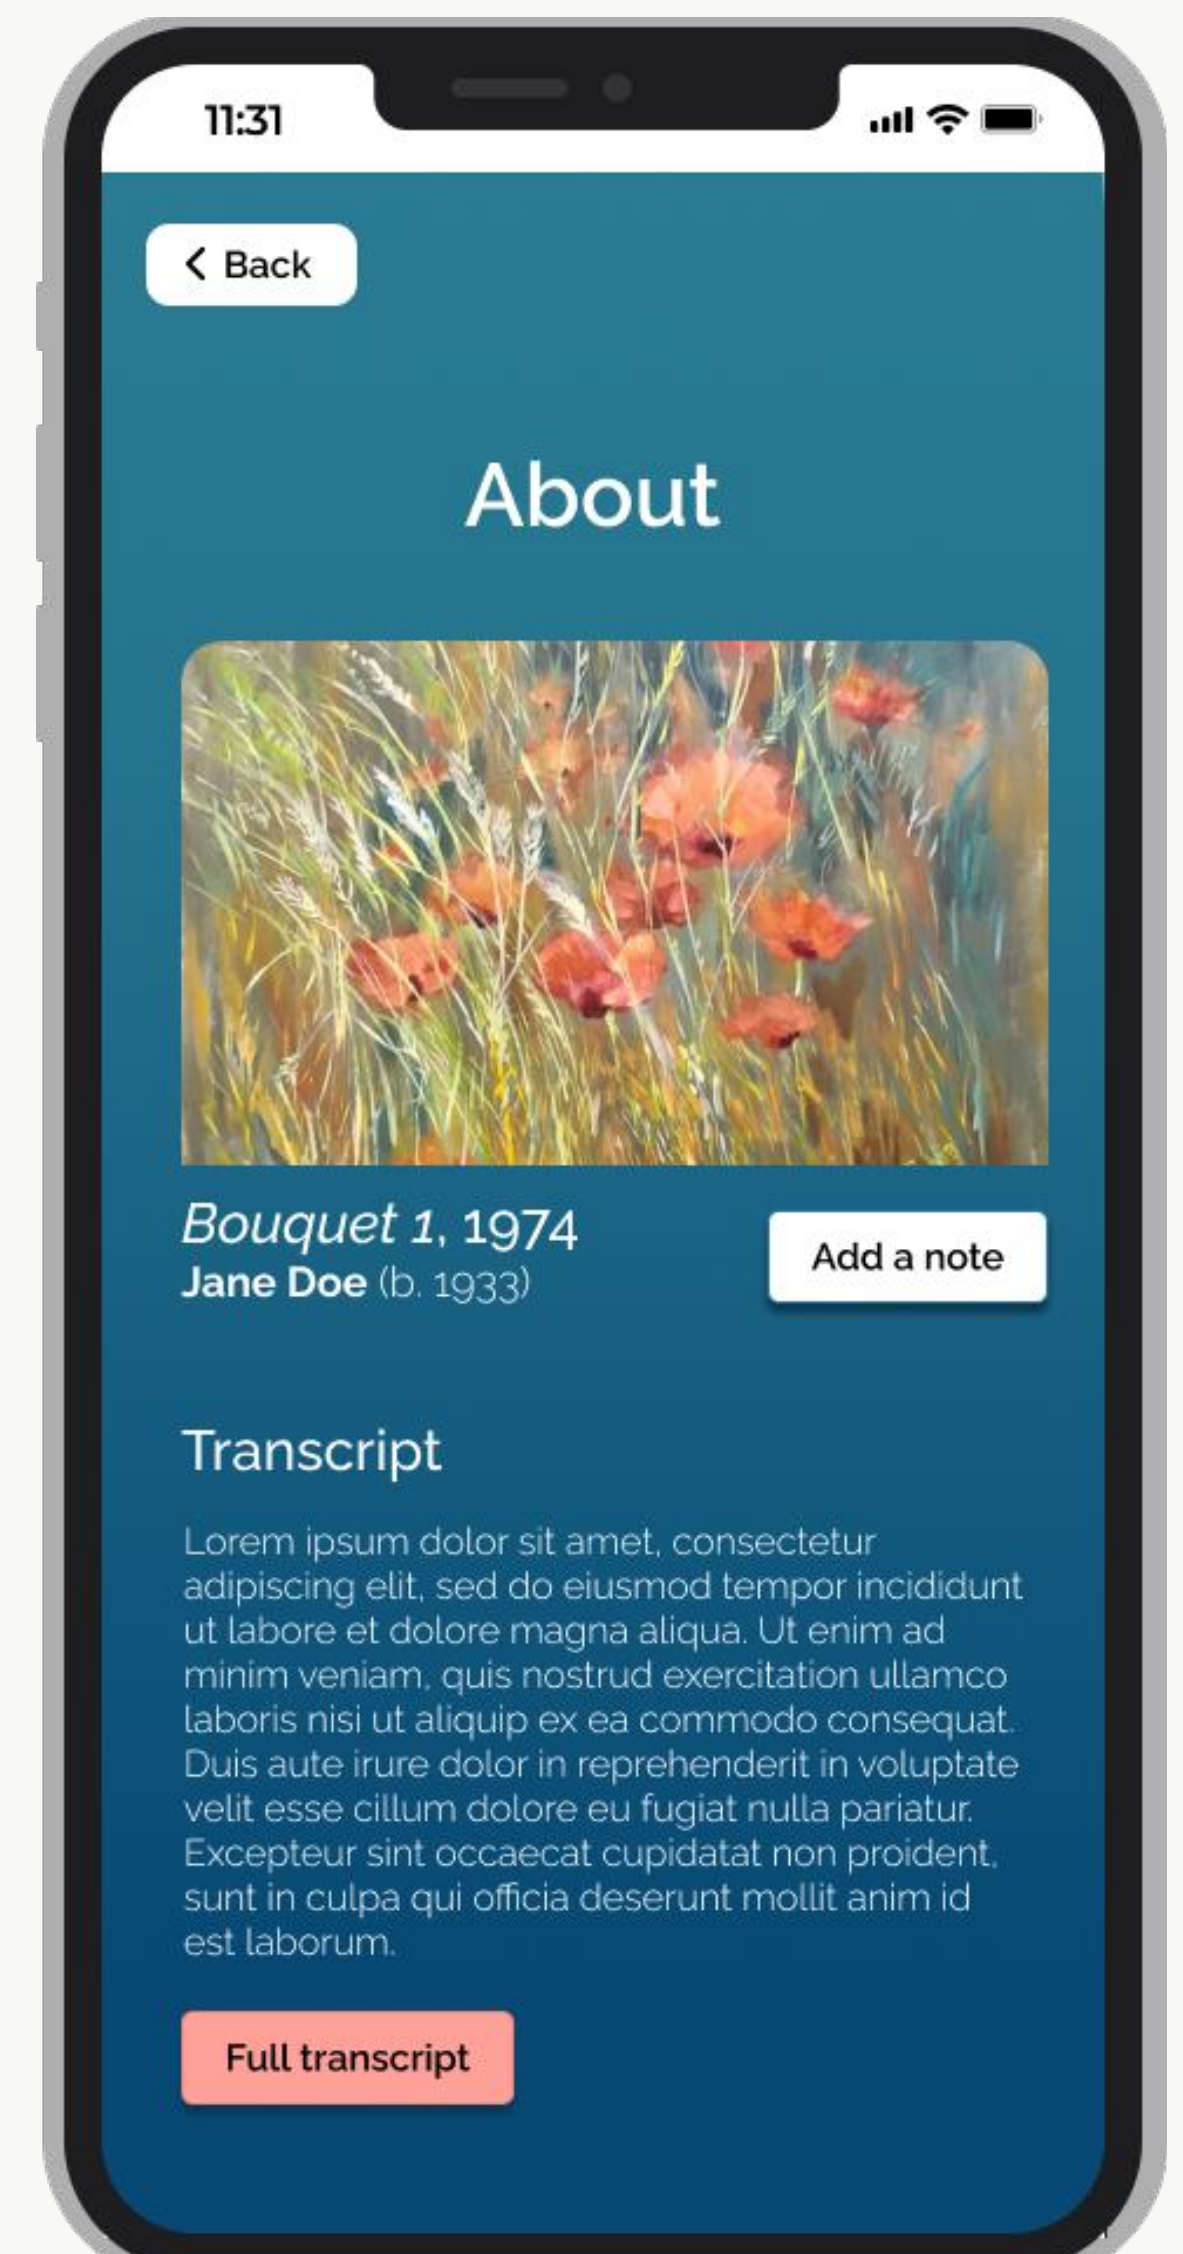 11:31
Back
About
Bouquet 1, 1974
Jane Doe (b. 1933)
Add a note
Transcript
Lorem ipsum dolor sit amet, consectetur
adipiscing elit, sed do eiusmod tempor incididunt
ut labore et dolore magna aliqua. Ut enim ad
minim veniam, quis nostrud exercitation ullamco
laboris nisi ut aliquip ex ea commodo consequat.
Duis aute irure dolor in reprehenderit in voluptate
velit esse cillum dolore eu fugiat nulla pariatur.
Excepteur sint occaecat cupidatat non proident,
sunt in culpa qui officia deserunt mollit anim id
est laborum.
Full transcript